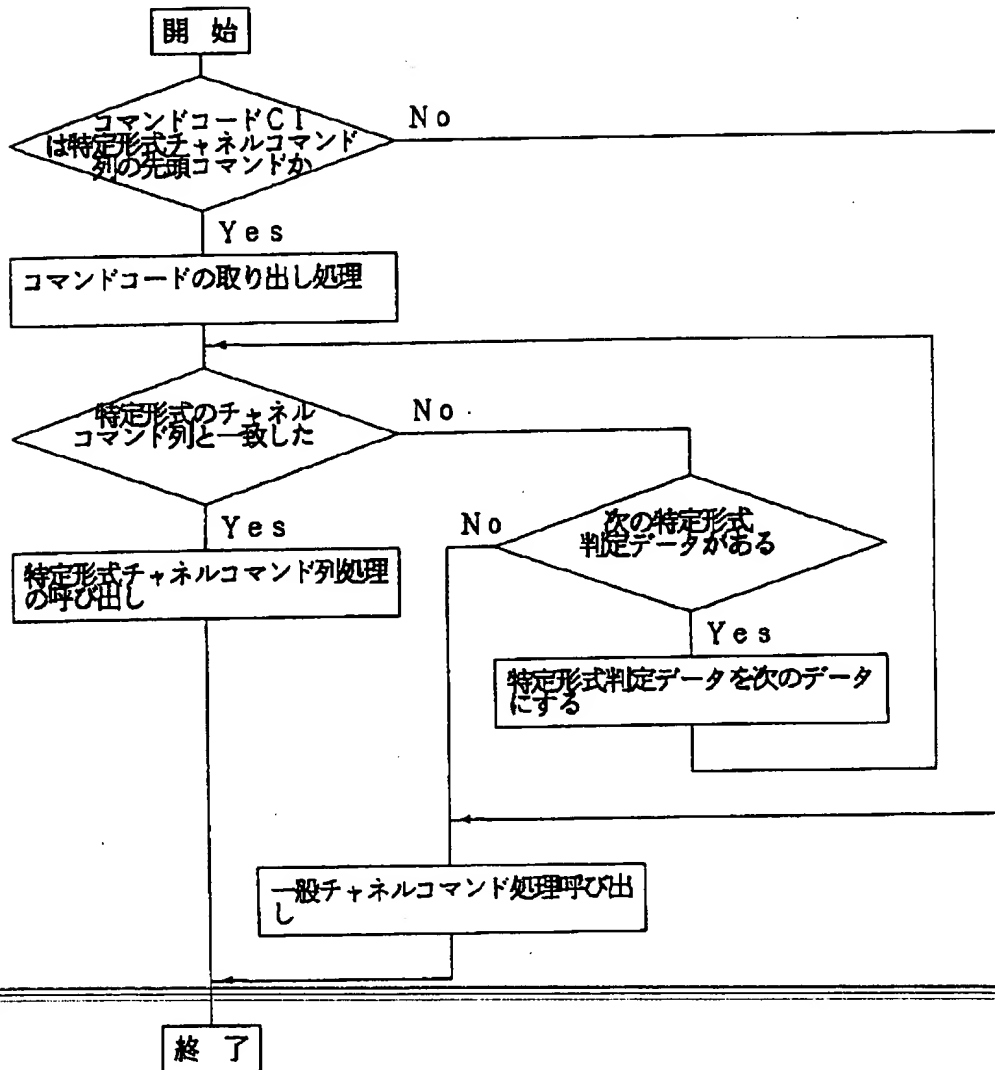 開 始
コマンドコードCI
は特定形式チャネルコマンド
列の先頭コマンドか
No
Yes
コマンドコードの取り出し処理
特定形式のチャネル
コマンド列と一致した
No
Yes
特定形式チャネルコマンド列処理
の呼び出し
次の特定形式
判定データがある
No
Yes
特定形式判定データを次のデータ
にする
一般チャネルコマンド処理呼び出
し
終 了